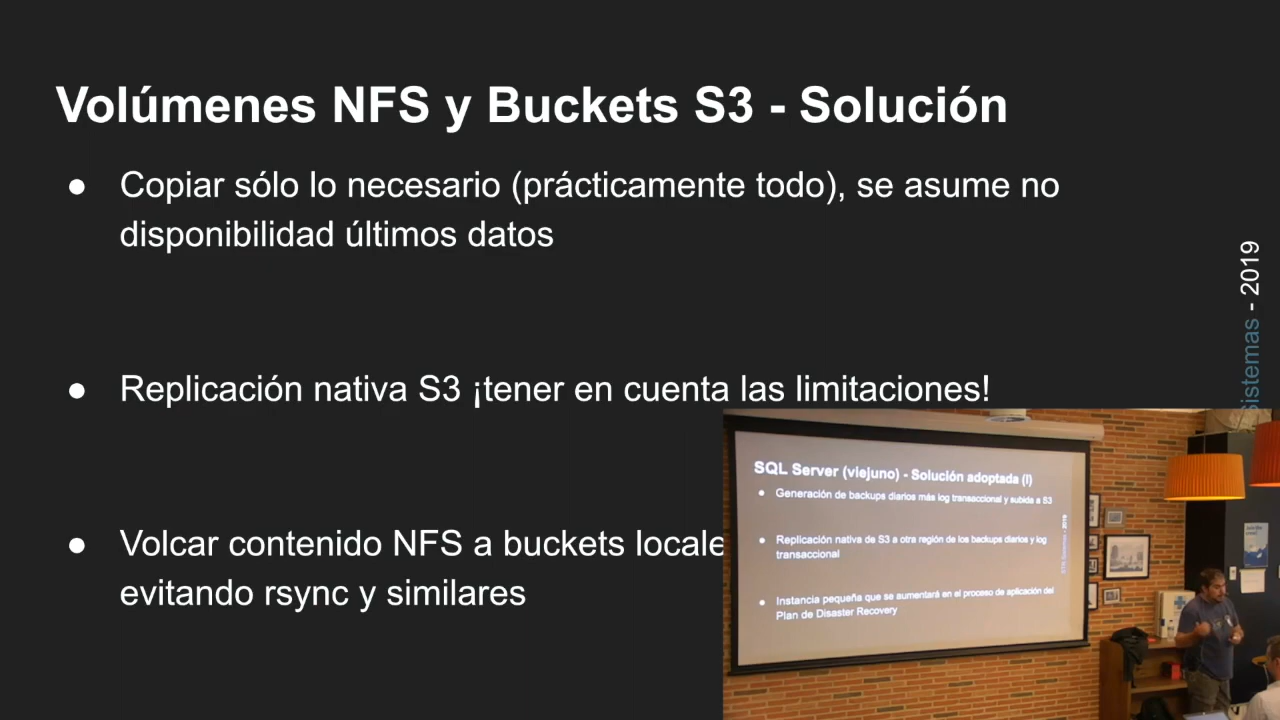 Volúmenes NFS y Buckets S3 - Solución
● Copiar sólo lo necesario (prácticamente todo), se asume no
disponibilidad últimos datos
● Replicación nativa S3 ¡tener en cuenta las limitaciones!
● Volcar contenido NFS a buckets locale
evitando rsync y similares
Sistemas - 2019
SQL Server (viejuno) - Solución adoptada (I)
● Generación de backups diarios más log transaccional y subida a S3
● Replicación nativa de S3 a otra región de los backups diarios y log
transaccional
● Instancia pequeña que se aumentará en el proceso de aplicación del
Plan de Disaster Recovery